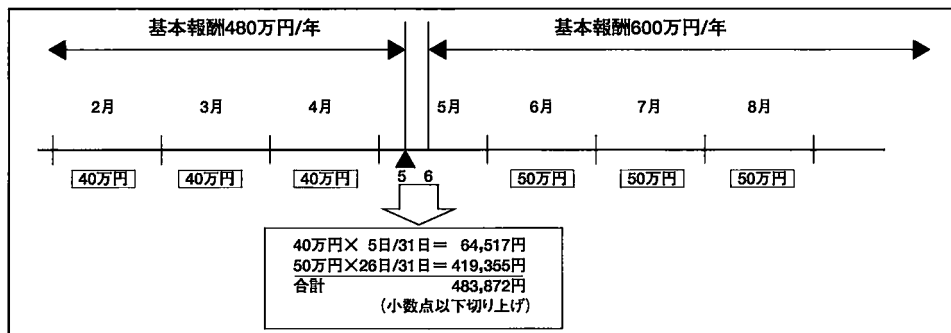 基本報酬480万円/年 基本報酬600万円/年
2月 3月 4月 5月 6月 7月 8月
40万円 40万円 40万円 5 6 50万円 50万円 50万円
40万円× 5日/31日= 64,517円
50万円×26日/31日=419,355円
合計 483,872円
(小数点以下切り上げ)